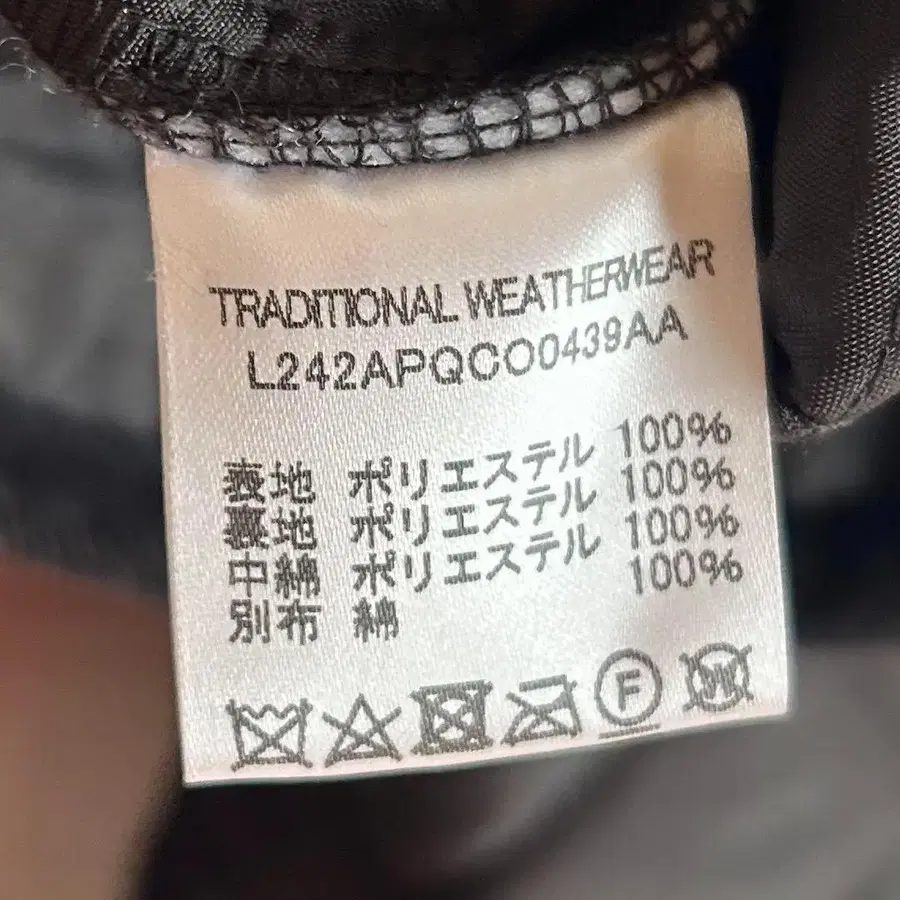 TRADITIONAL WEATHERWEAR
L242APQCO0439AA
表地 ポリエステル 100%
裏地 ポリエステル 100%
中綿 ポリエステル 100%
別布 綿 100%
F
W